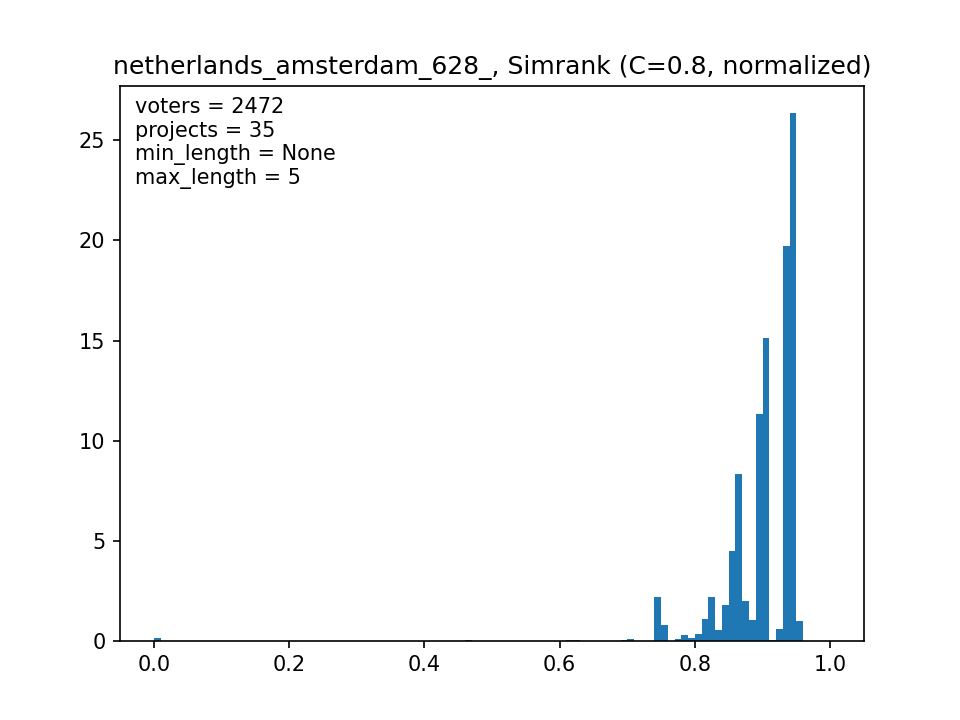 netherlands_amsterdam_628_, Simrank (C=0.8, normalized)
voters = 2472
projects = 35
min_length = None
max_length = 5
25
20
15
10
5
0
0.0 0.2 0.4 0.6 0.8 1.0